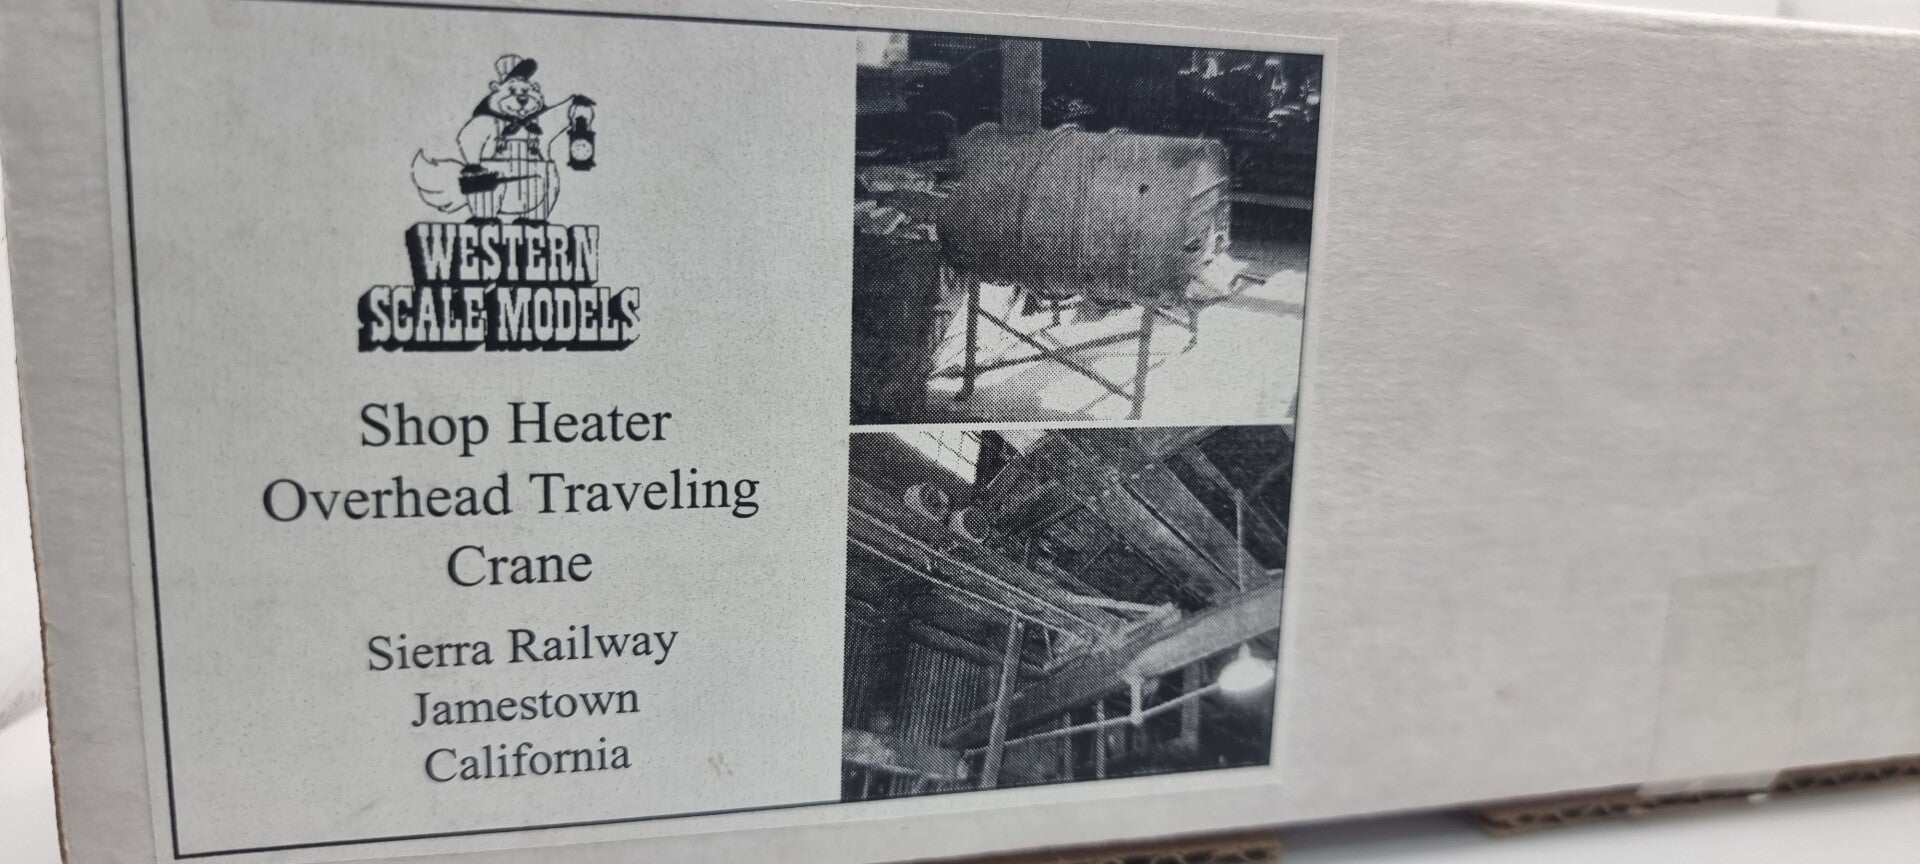 WESTERN
SCALE MODELS
Shop Heater
Overhead Traveling
Crane
Sierra Railway
Jamestown
California